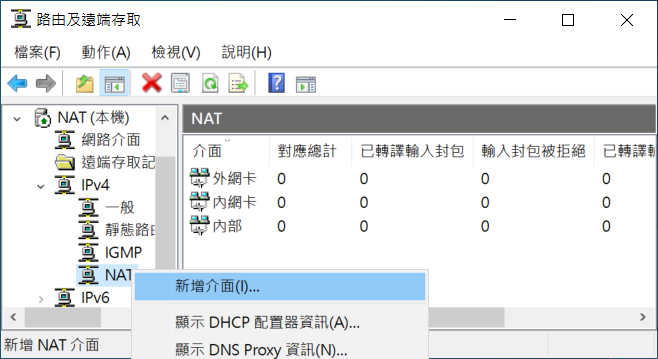 路由及遠端存取
檔案(F) 動作(A) 檢視(V) 說明(H)
NAT (本機)
網路介面
遠端存取記
IPv4
一般
靜態路由
IGMP
NAT
IPv6
NAT
介面 對應總計 已轉譯輸入封包 輸入封包被拒絕 已轉譯
外網卡 0 0 0 0
內網卡 0 0 0 0
內部 0 0 0 0
新增介面(I)...
顯示 DHCP 配置器資訊(A)...
顯示 DNS Proxy 資訊(N)...
新增 NAT 介面